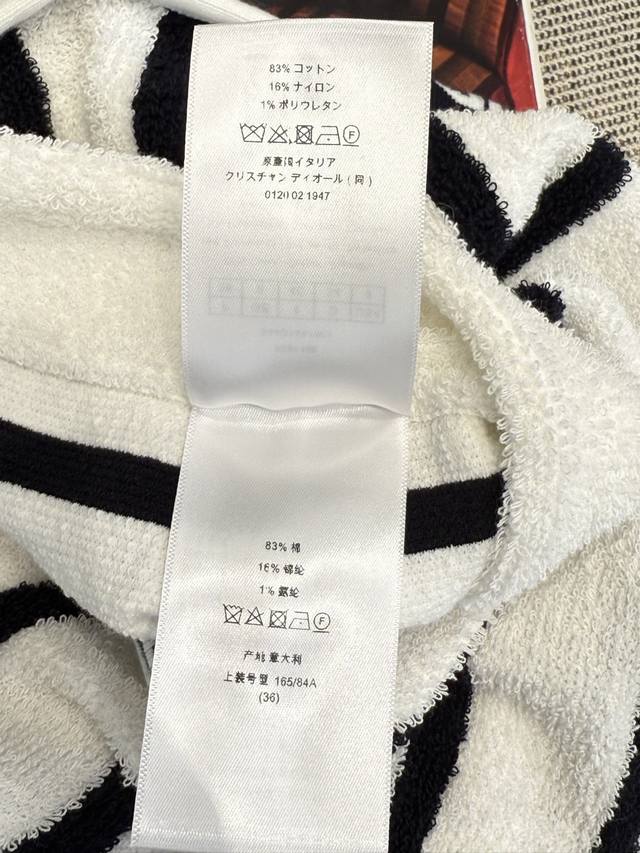 83% コットン
16% ナイロン
1% ポリウレタン
F
原産国イタリア
クリスチャン ディオール (同)
0120 02 1947
83% 棉
16% 锦纶
1% 氨纶
F
产地 意大利
上装号型 165/84A
(36)